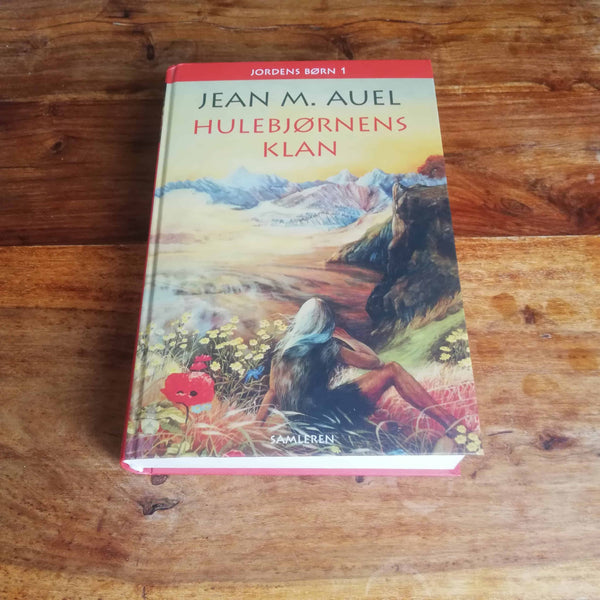 JORDENS BØRN 1
JEAN M. AUEL
HULEBJØRNENS
KLAN
SAMLEREN